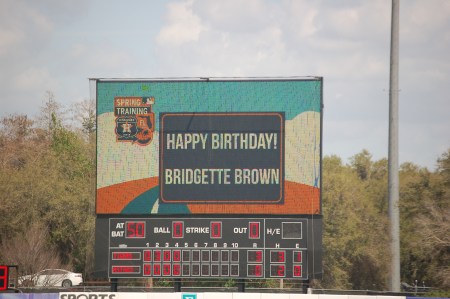 SPRING
TRAINING
HAPPY BIRTHDAY!
BRIDGETTE BROWN
AT
BAT
BALL
STRIKE
OUT
H/E
1 2 3 4 5 6 7 8 9 10 R H E
SPORTS